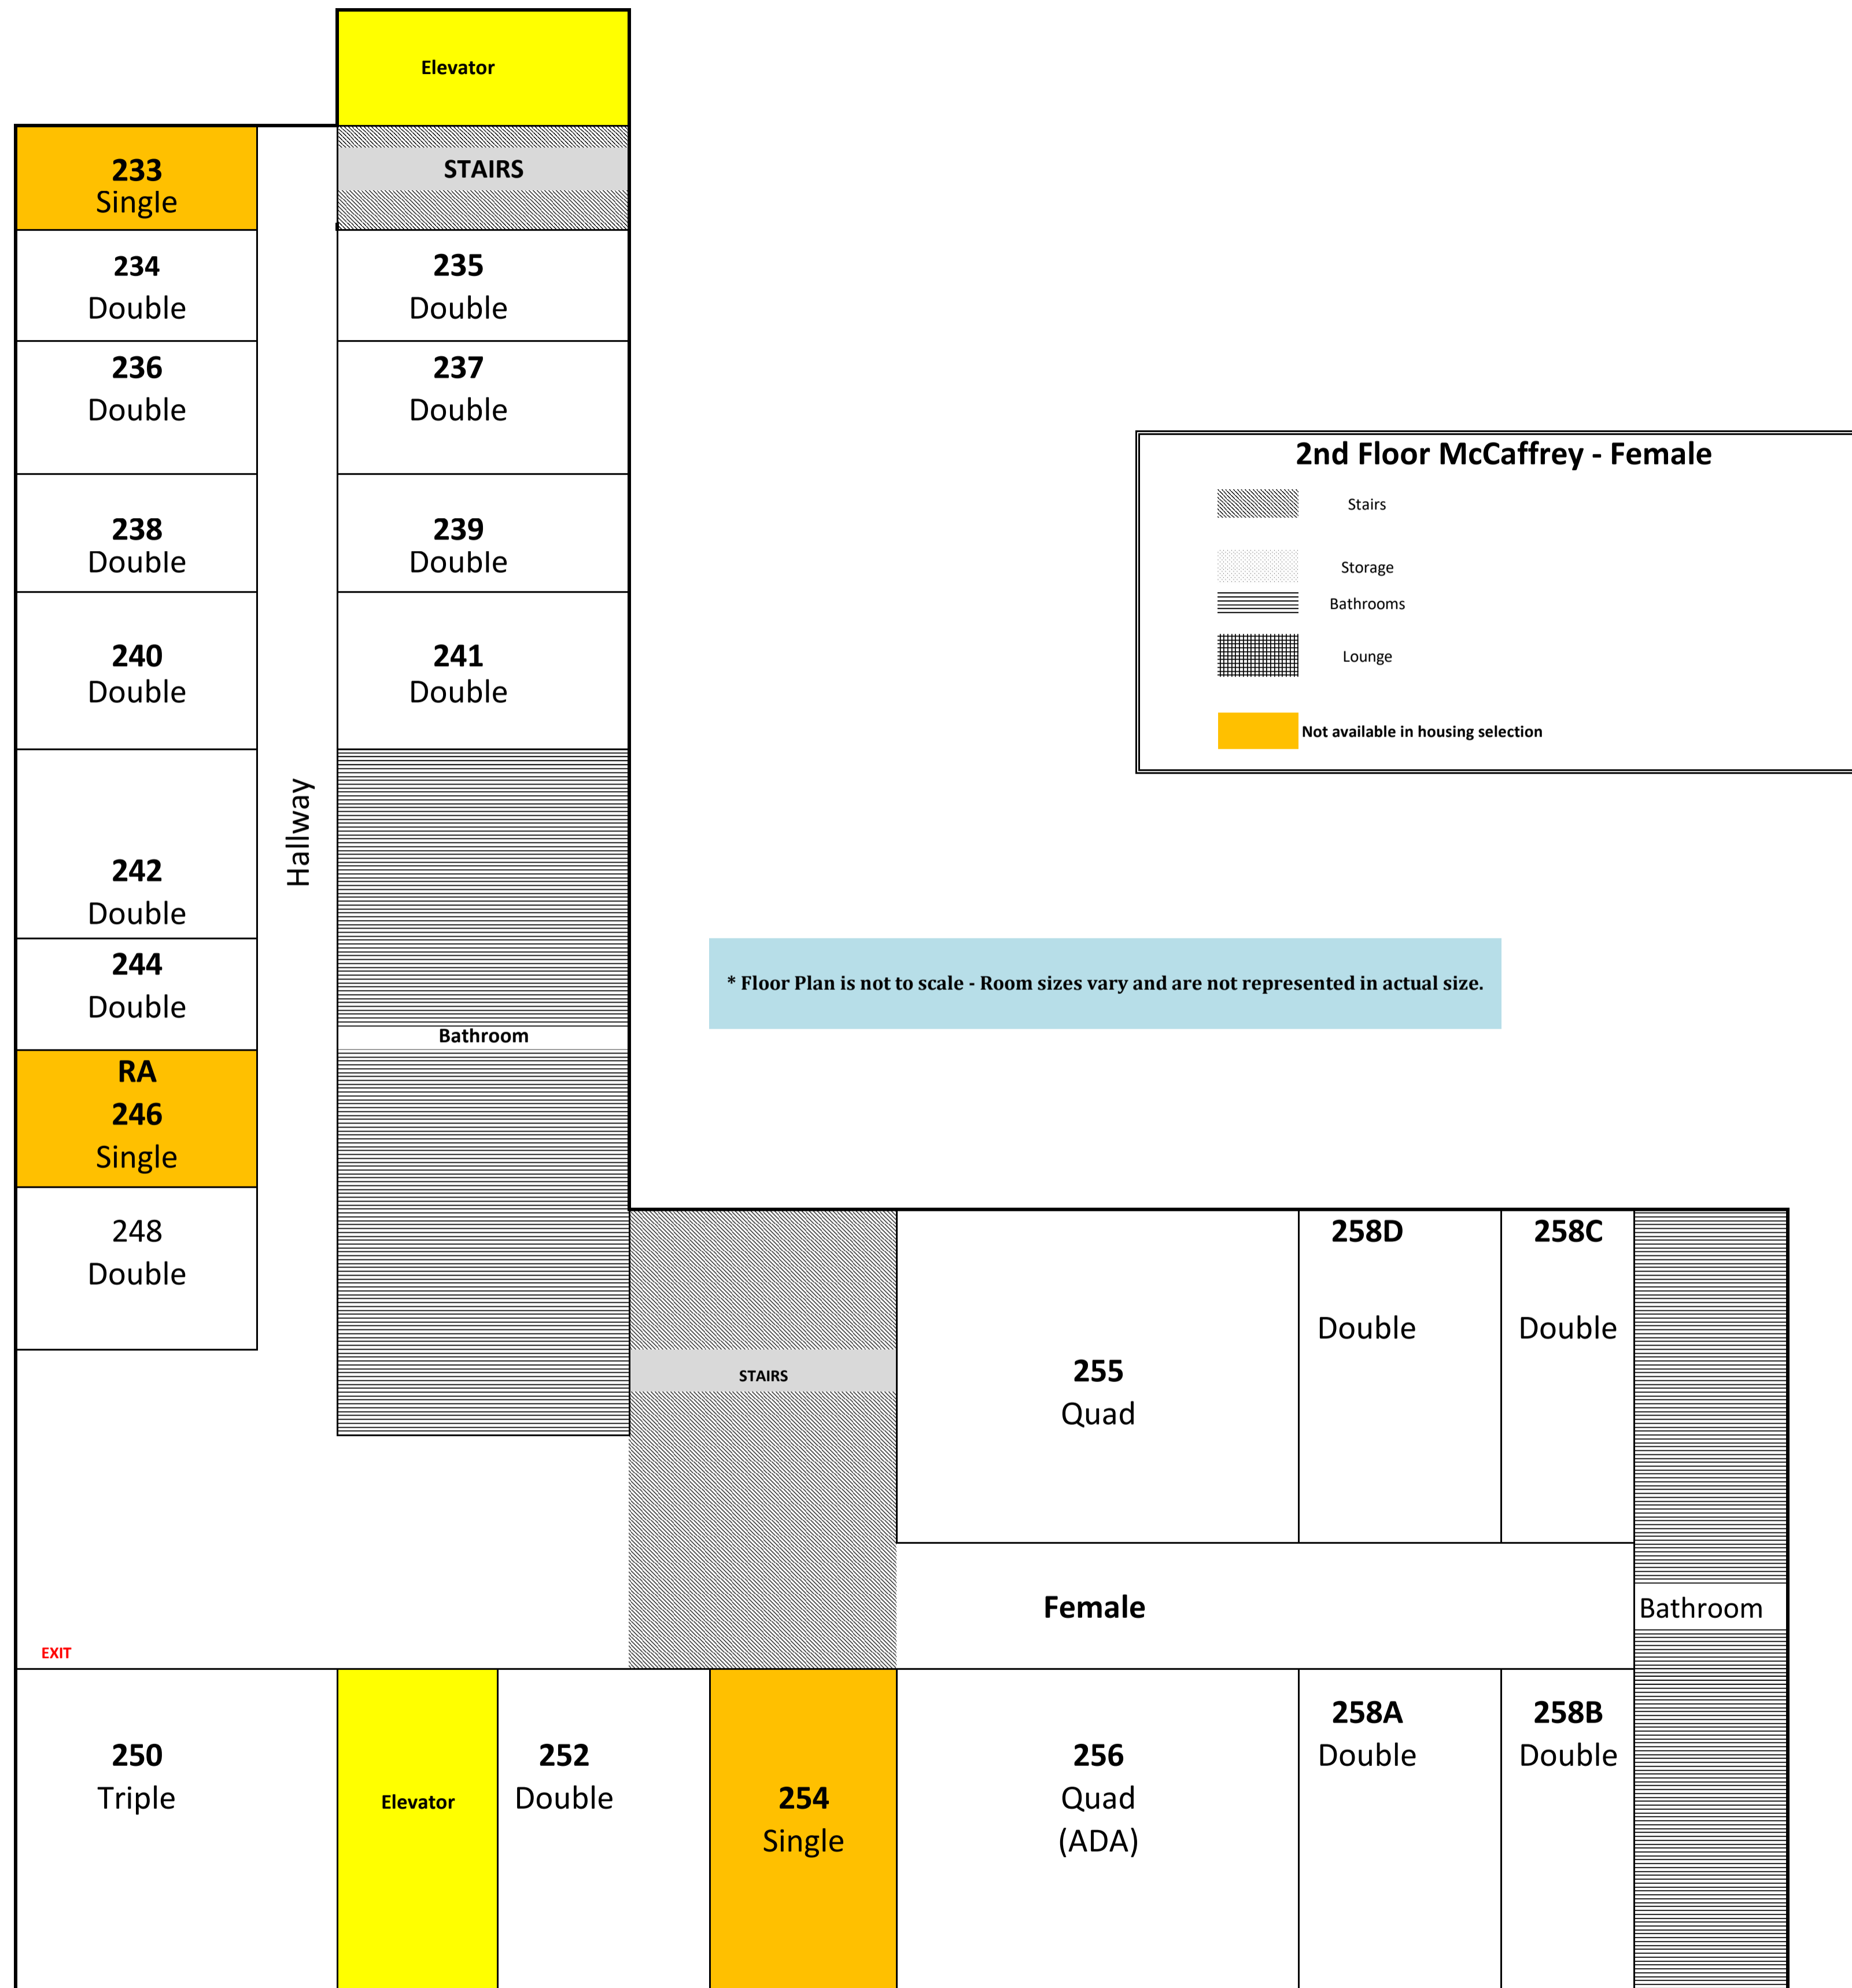 Elevator
STAIRS
233
Single
234
Double
235
Double
236
Double
237
Double
2nd Floor McCaffrey - Female
Stairs
Storage
Bathrooms
Lounge
Not available in housing selection
238
Double
239
Double
240
Double
241
Double
Hallway
242
Double
244
Double
* Floor Plan is not to scale - Room sizes vary and are not represented in actual size.
Bathroom
RA
246
Single
248
Double
STAIRS
255
Quad
258D
Double
258C
Double
Female
Bathroom
EXIT
250
Triple
Elevator
252
Double
254
Single
256
Quad
(ADA)
258A
Double
258B
Double